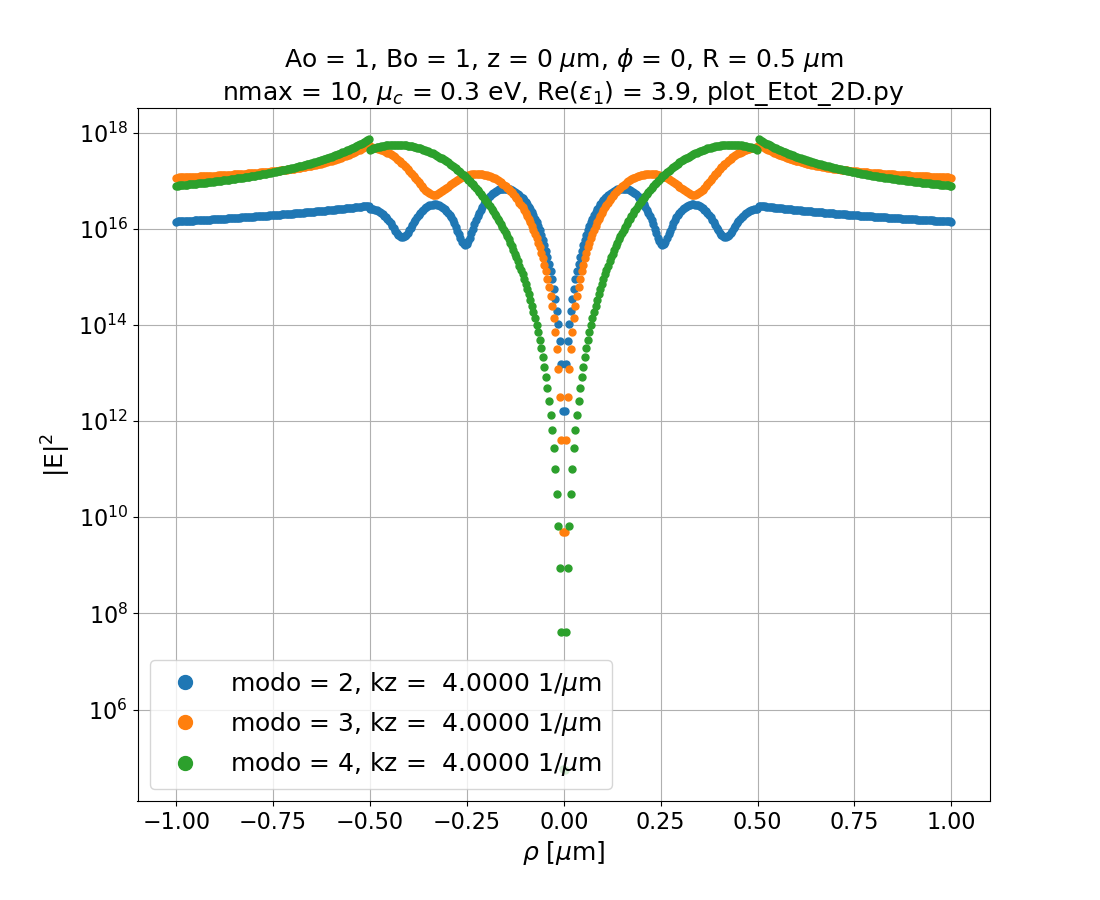 Ao = 1, Bo = 1, z = 0 μm, ϕ = 0, R = 0.5 μm
nmax = 10, μ_c = 0.3 eV, Re(ε₁) = 3.9, plot_Etot_2D.py
10¹⁸
10¹⁶
10¹⁴
10¹²
10¹⁰
10⁸
10⁶
|E|²
modo = 2, kz =  4.0000 1/μm
modo = 3, kz =  4.0000 1/μm
modo = 4, kz =  4.0000 1/μm
−1.00 −0.75 −0.50 −0.25 0.00 0.25 0.50 0.75 1.00
ρ [μm]